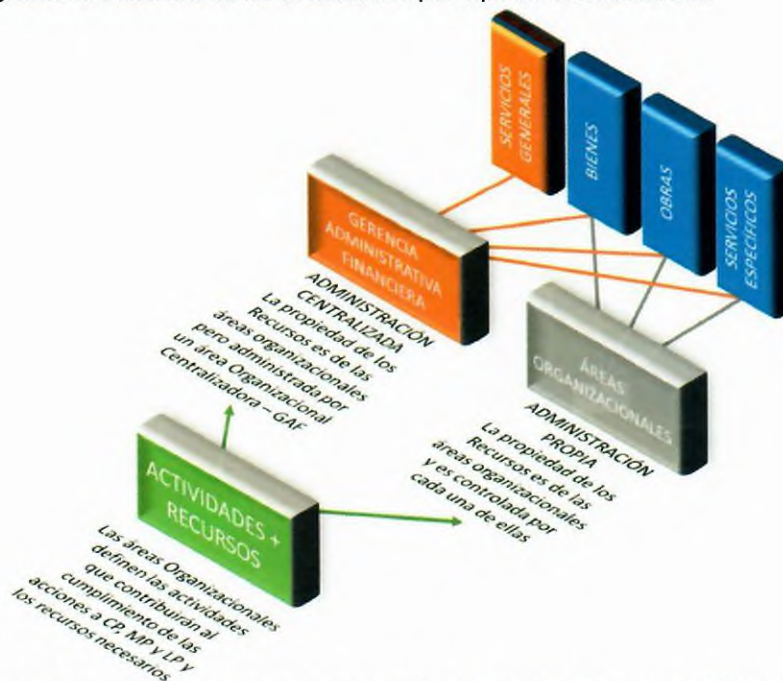 SERVICIOS
GENERALES
BIENES
OBRAS
SERVICIOS
ESPECÍFICOS
GERENCIA
ADMINISTRATIVA
FINANCIERA
ADMINISTRACIÓN
CENTRALIZADA
La propiedad de los
Recursos es de las
áreas organizacionales
pero administrada por
un área Organizacional
Centralizadora – GAF
ÁREAS
ORGANIZACIONALES
ADMINISTRACIÓN
PROPIA
La propiedad de los
Recursos es de las
áreas organizacionales
y es controlada por
cada una de ellas
ACTIVIDADES +
RECURSOS
Las áreas Organizacionales
definen las actividades
que contribuirán al
cumplimiento de las
acciones a CP, MP y LP y
los recursos necesarios